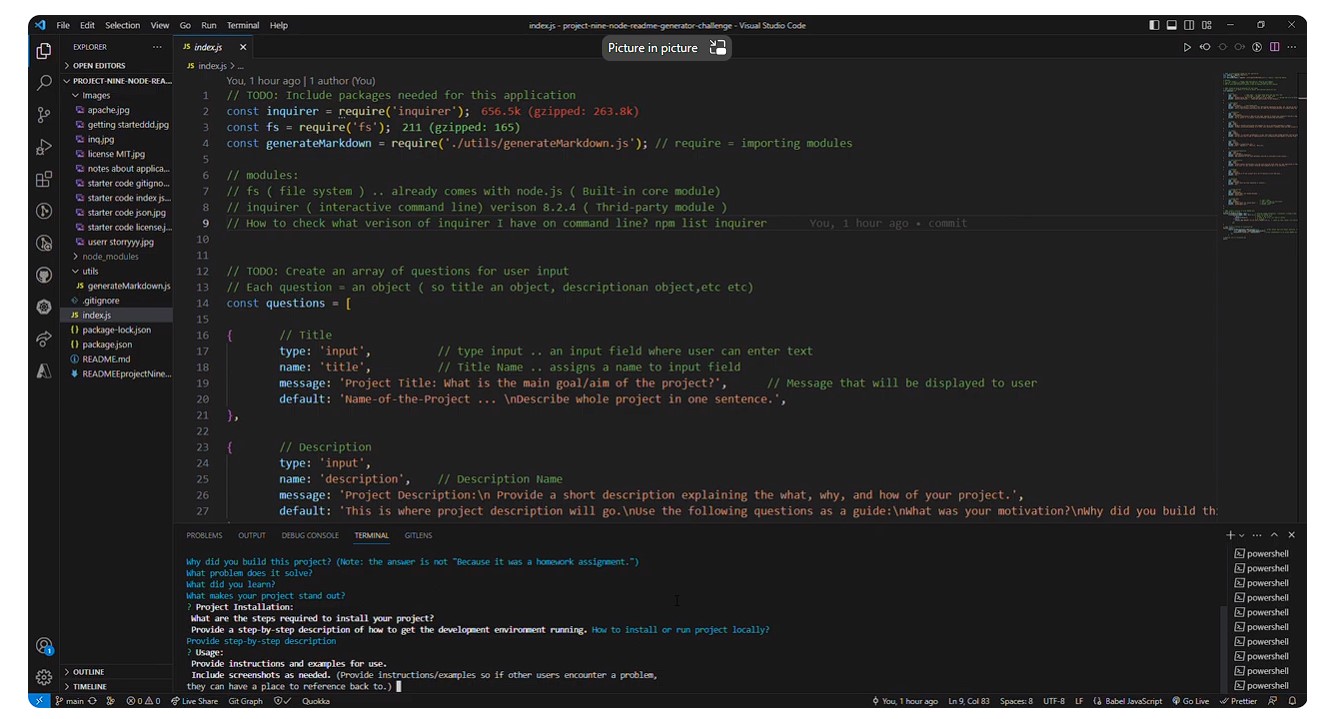 File Edit Selection View Go Run Terminal Help
index.js - project-nine-node-readme-generator-challenge - Visual Studio Code
Picture in picture
EXPLORER
OPEN EDITORS
PROJECT-NINE-NODE-REA...
Images
apache.jpg
getting starteddd.jpg
inq.jpg
license MIT.jpg
notes about applica...
starter code gitigno...
starter code index js...
starter code json.jpg
starter code license.j...
userr storryyy.jpg
node_modules
utils
JS generateMarkdown.js
.gitignore
JS index.js
{} package-lock.json
{} package.json
README.md
READMEEprojectNine...
OUTLINE
TIMELINE
JS index.js
JS index.js > ...
You, 1 hour ago | 1 author (You)
1 // TODO: Include packages needed for this application
2 const inquirer = require('inquirer'); 656.5k (gzipped: 263.8k)
3 const fs = require('fs'); 211 (gzipped: 165)
4 const generateMarkdown = require('./utils/generateMarkdown.js'); // require = importing modules
5
6 // modules:
7 // fs ( file system ) .. already comes with node.js ( Built-in core module)
8 // inquirer ( interactive command line) verison 8.2.4 ( Thrid-party module )
9 // How to check what verison of inquirer I have on command line? npm list inquirer You, 1 hour ago • commit
10
11
12 // TODO: Create an array of questions for user input
13 // Each question = an object ( so title an object, descriptionan object,etc etc)
14 const questions = [
15
16 { // Title
17 type: 'input', // type input .. an input field where user can enter text
18 name: 'title', // Title Name .. assigns a name to input field
19 message: 'Project Title: What is the main goal/aim of the project?', // Message that will be displayed to user
20 default: 'Name-of-the-Project ... \nDescribe whole project in one sentence.',
21 },
22
23 { // Description
24 type: 'input',
25 name: 'description', // Description Name
26 message: 'Project Description:\n Provide a short description explaining the what, why, and how of your project.',
27 default: 'This is where project description will go.\nUse the following questions as a guide:\nWhat was your motivation?\nWhy did you build th
PROBLEMS OUTPUT DEBUG CONSOLE TERMINAL GITLENS
Why did you build this project? (Note: the answer is not "Because it was a homework assignment.")
What problem does it solve?
What did you learn?
What makes your project stand out?
? Project Installation:
What are the steps required to install your project?
Provide a step-by-step description of how to get the development environment running. How to install or run project locally?
Provide step-by-step description
? Usage:
Provide instructions and examples for use.
Include screenshots as needed. (Provide instructions/examples so if other users encounter a problem,
they can have a place to reference back to.)
powershell
powershell
powershell
powershell
powershell
powershell
powershell
powershell
powershell
powershell
main 0 0 Live Share Git Graph Quokka
You, 1 hour ago Ln 9, Col 83 Spaces: 8 UTF-8 LF Babel JavaScript Go Live Prettier